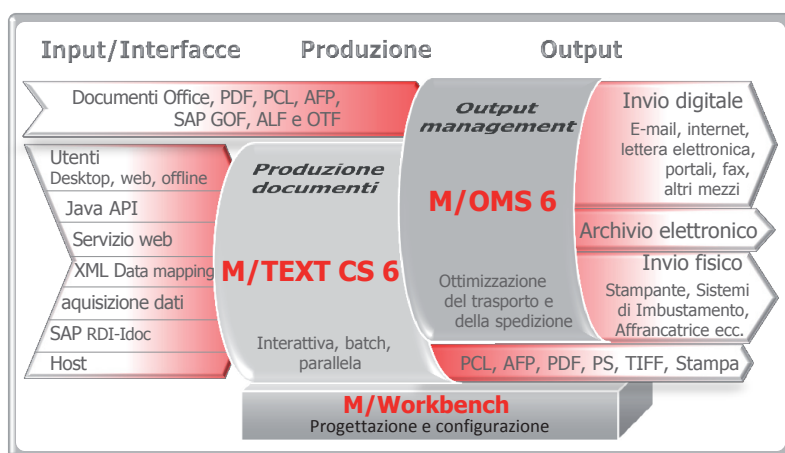 Input/Interfacce
Produzione
Output
Documenti Office, PDF, PCL, AFP,
SAP GOF, ALF e OTF
Utenti
Desktop, web, offline
Java API
Servizio web
XML Data mapping
aquisizione dati
SAP RDI-Idoc
Host
Produzione
documenti
M/TEXT CS 6
Interattiva, batch,
parallela
Output
management
M/OMS 6
Ottimizzazione
del trasporto e
della spedizione
Invio digitale
E-mail, internet,
lettera elettronica,
portali, fax,
altri mezzi
Archivio elettronico
Invio fisico
Stampante, Sistemi
di Imbustamento,
Affrancatrice ecc.
PCL, AFP, PDF, PS, TIFF, Stampa
M/Workbench
Progettazione e configurazione